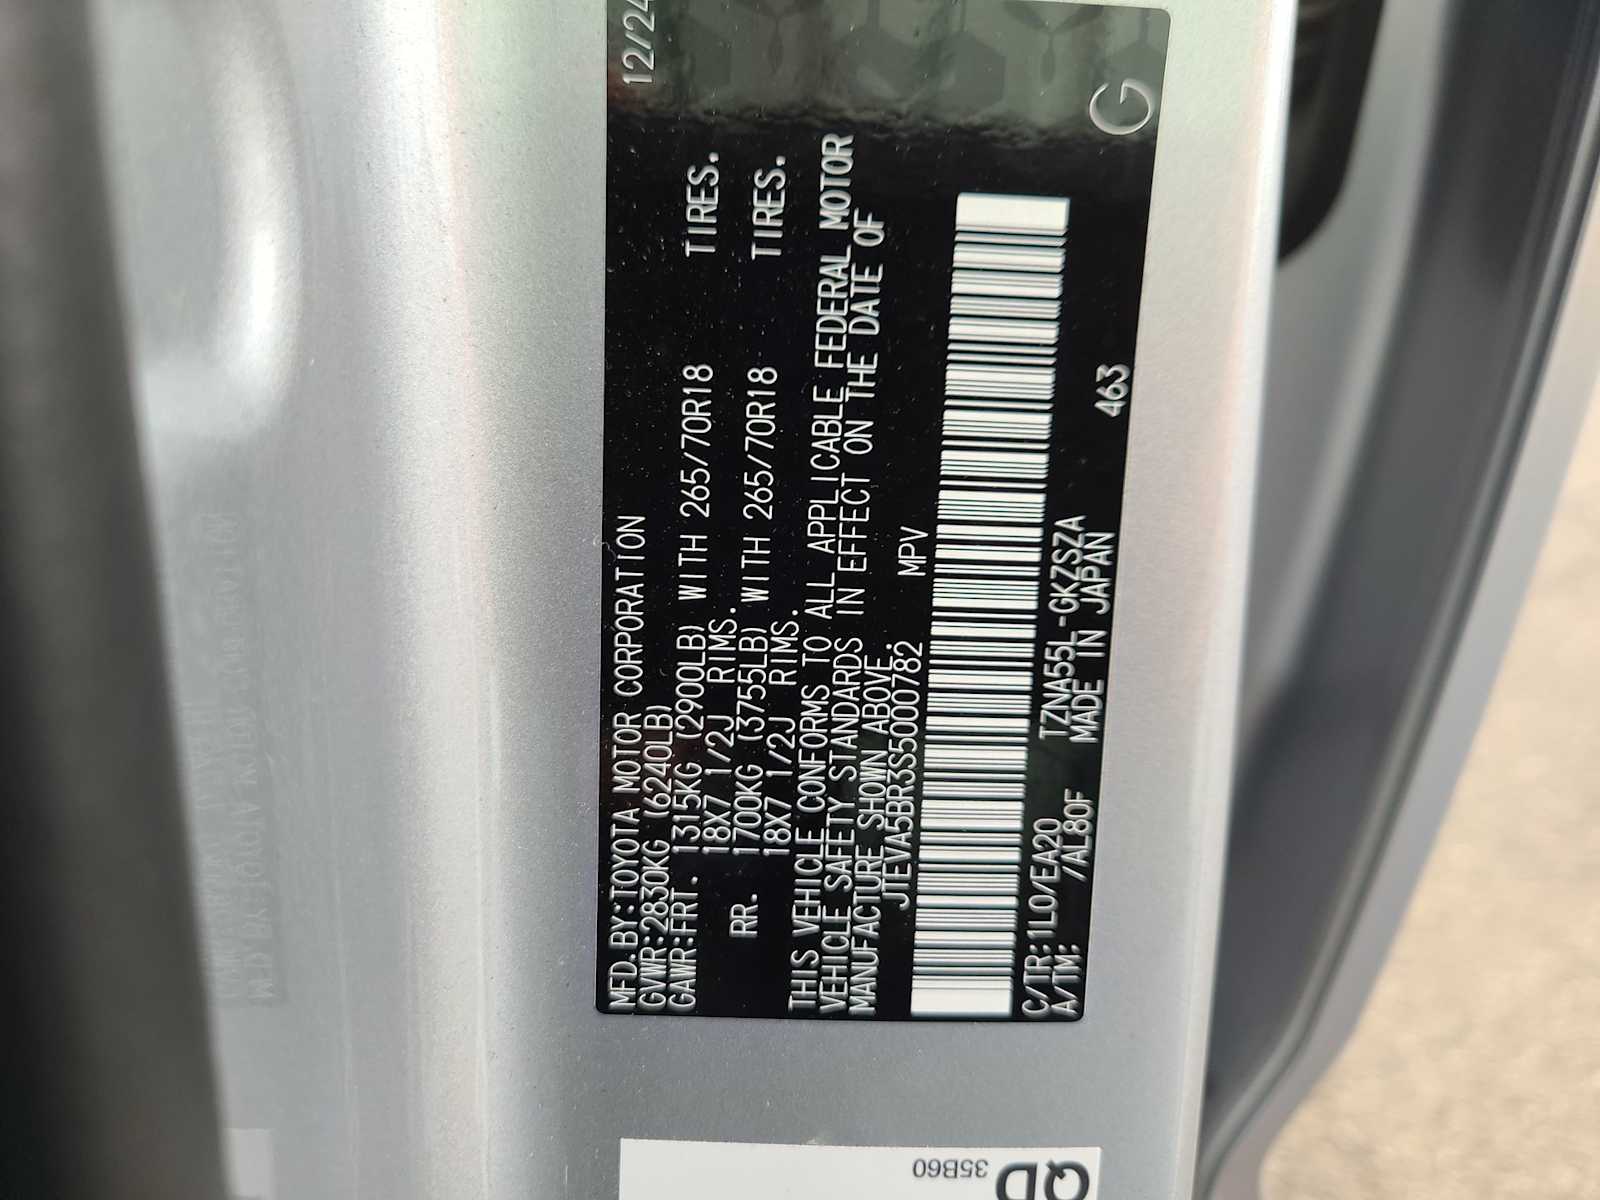 MFD.BY:TOYOTA MOTOR CORPORATION 12/24
GVWR:2830KG (6240LB)
GAWR:FRT. 1315KG (2900LB) WITH 265/70R18 TIRES.
18X7 1/2J RIMS.
RR. 1700KG (3755LB) WITH 265/70R18 TIRES.
18X7 1/2J RIMS.
THIS VEHICLE CONFORMS TO ALL APPLICABLE FEDERAL MOTOR
VEHICLE SAFETY STANDARDS IN EFFECT ON THE DATE OF
MANUFACTURE SHOWN ABOVE.
JTEVA5BR3S5000782 MPV
C/TR:1L0/EA20 TZNA55L-GKZSZA
A/TM: /AL80F MADE IN JAPAN 463
G
35B60
QD